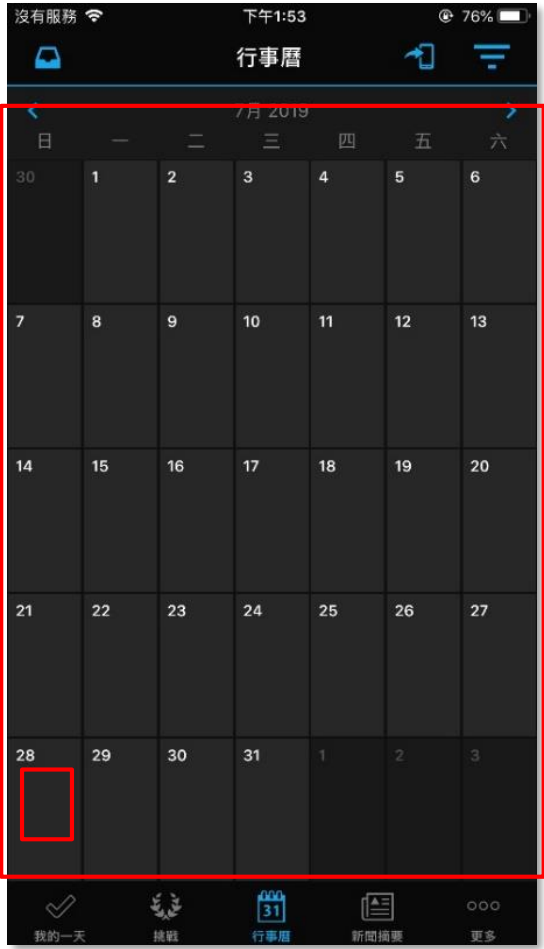 沒有服務 下午1:53 76%
行事曆
7月 2019
日 一 二 三 四 五 六
30 1 2 3 4 5 6
7 8 9 10 11 12 13
14 15 16 17 18 19 20
21 22 23 24 25 26 27
28 29 30 31 1 2 3
31
我的一天 挑戰 行事曆 新聞摘要 更多